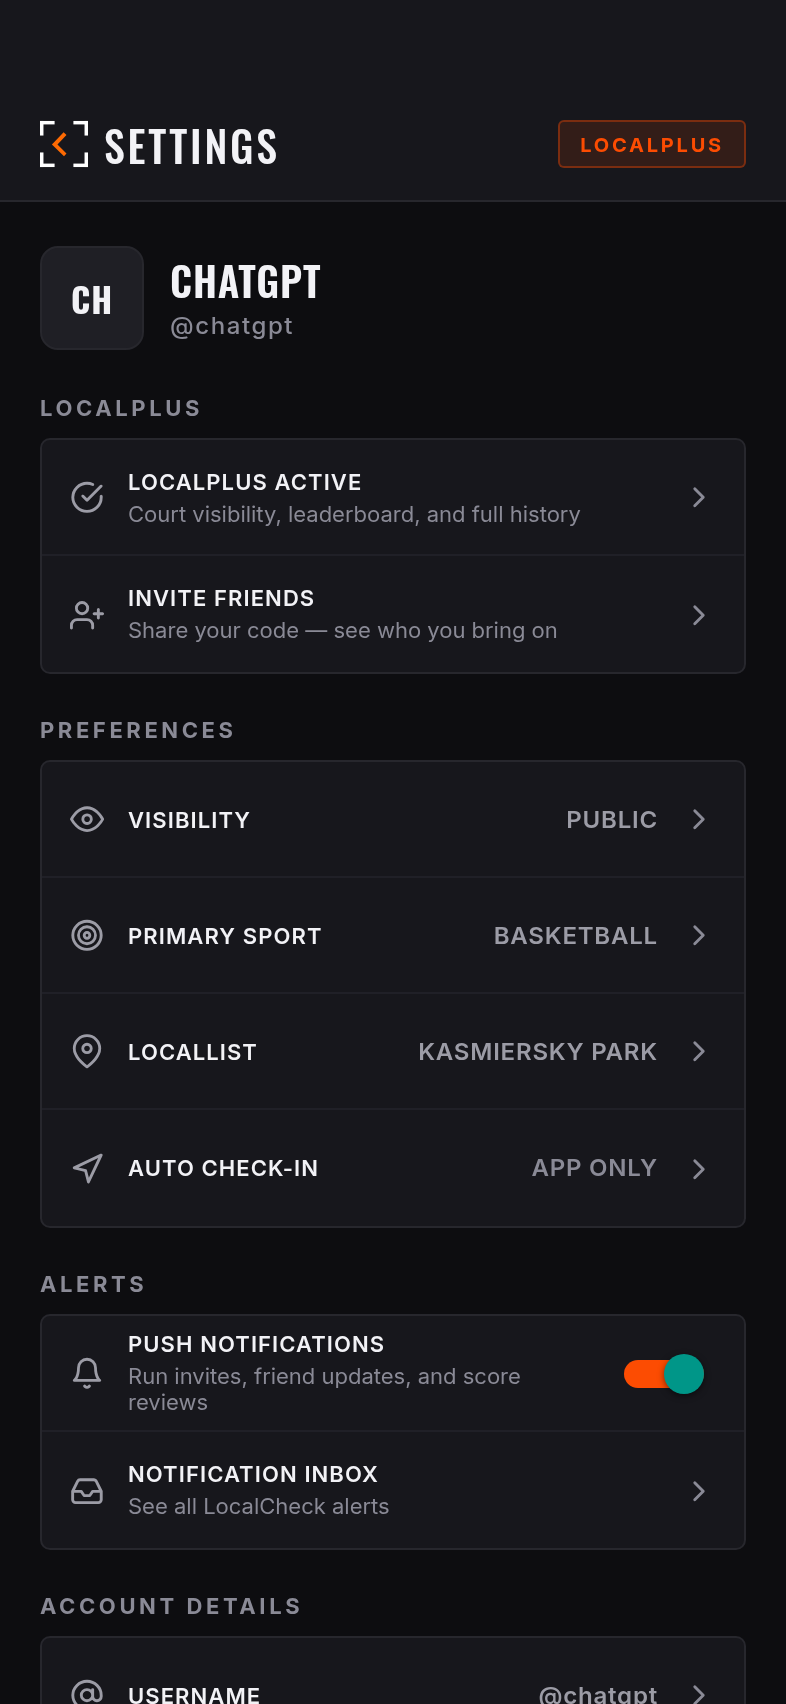 SETTINGS
LOCALPLUS
CH
CHATGPT
@chatgpt
LOCALPLUS
LOCALPLUS ACTIVE
Court visibility, leaderboard, and full history
INVITE FRIENDS
Share your code — see who you bring on
PREFERENCES
VISIBILITY
PUBLIC
PRIMARY SPORT
BASKETBALL
LOCALLIST
KASMIERSKY PARK
AUTO CHECK-IN
APP ONLY
ALERTS
PUSH NOTIFICATIONS
Run invites, friend updates, and score
reviews
NOTIFICATION INBOX
See all LocalCheck alerts
ACCOUNT DETAILS
USERNAME
@chatgpt